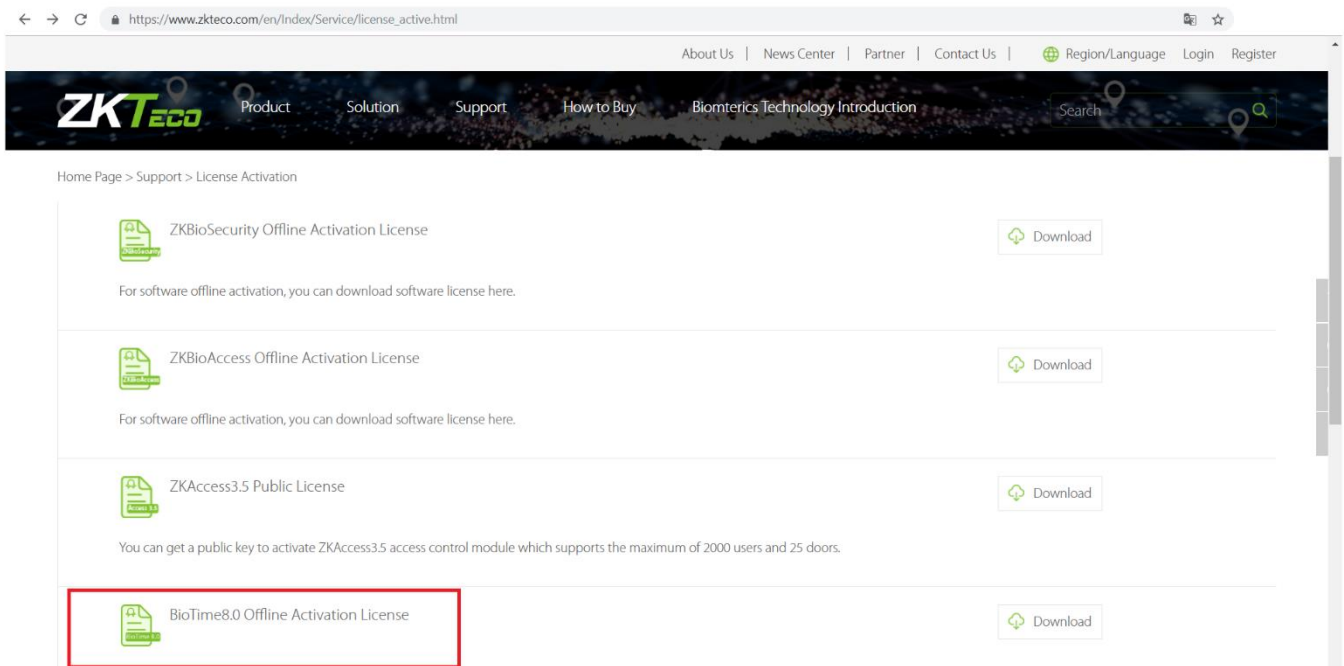 https://www.zkteco.com/en/Index/Service/license_active.html
About Us | News Center | Partner | Contact Us | Region/Language Login Register
ZKTECO Product Solution Support How to Buy Biomterics Technology Introduction Search
Home Page > Support > License Activation
ZKBioSecurity Offline Activation License Download
For software offline activation, you can download software license here.
ZKBioAccess Offline Activation License Download
For software offline activation, you can download software license here.
ZKAccess3.5 Public License Download
Access 3.5
You can get a public key to activate ZKAccess3.5 access control module which supports the maximum of 2000 users and 25 doors.
BioTime8.0 Offline Activation License Download